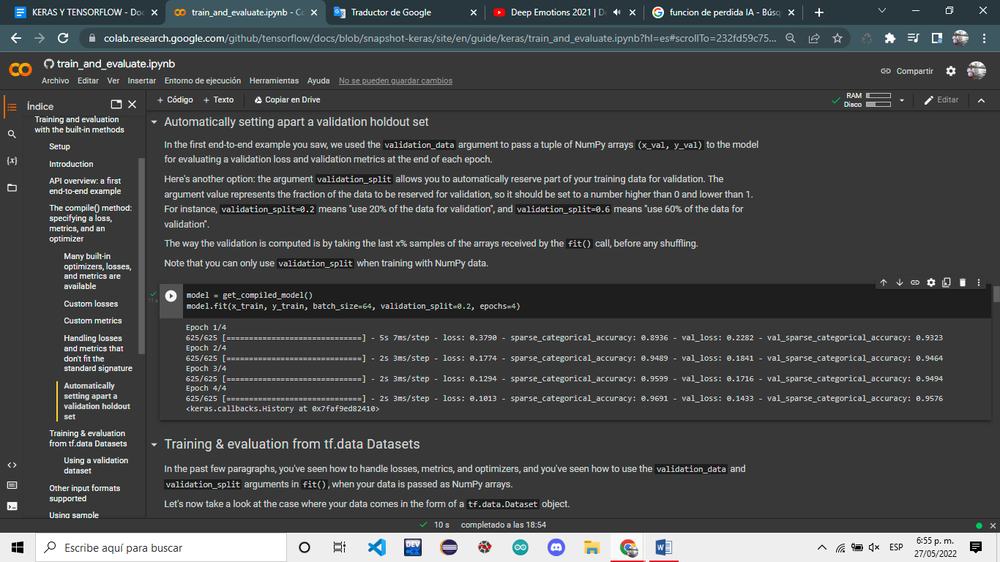 KERAS Y TENSORFLOW - Doc
train_and_evaluate.ipynb - Co
Traductor de Google
Deep Emotions 2021 | De
funcion de perdida IA - Búsq
colab.research.google.com/github/tensorflow/docs/blob/snapshot-keras/site/en/guide/keras/train_and_evaluate.ipynb?hl=es#scrollTo=232fd59c75...
train_and_evaluate.ipynb
Archivo Editar Ver Insertar Entorno de ejecución Herramientas Ayuda No se pueden guardar cambios
Compartir
+ Código + Texto Copiar en Drive
RAM
Disco
Editar
Índice
Training and evaluation
with the built-in methods
Setup
Introduction
API overview: a first
end-to-end example
The compile() method:
specifying a loss,
metrics, and an
optimizer
Many built-in
optimizers, losses,
and metrics are
available
Custom losses
Custom metrics
Handling losses
and metrics that
don't fit the
standard signature
Automatically
setting apart a
validation holdout
set
Training & evaluation
from tf.data Datasets
Using a validation
dataset
Other input formats
supported
Using sample
Automatically setting apart a validation holdout set
In the first end-to-end example you saw, we used the validation_data argument to pass a tuple of NumPy arrays (x_val, y_val) to the model
for evaluating a validation loss and validation metrics at the end of each epoch.
Here's another option: the argument validation_split allows you to automatically reserve part of your training data for validation. The
argument value represents the fraction of the data to be reserved for validation, so it should be set to a number higher than 0 and lower than 1.
For instance, validation_split=0.2 means "use 20% of the data for validation", and validation_split=0.6 means "use 60% of the data for
validation".
The way the validation is computed is by taking the last x% samples of the arrays received by the fit() call, before any shuffling.
Note that you can only use validation_split when training with NumPy data.
11 s
model = get_compiled_model()
model.fit(x_train, y_train, batch_size=64, validation_split=0.2, epochs=4)
Epoch 1/4
625/625 [==============================] - 5s 7ms/step - loss: 0.3790 - sparse_categorical_accuracy: 0.8936 - val_loss: 0.2282 - val_sparse_categorical_accuracy: 0.9323
Epoch 2/4
625/625 [==============================] - 2s 3ms/step - loss: 0.1774 - sparse_categorical_accuracy: 0.9489 - val_loss: 0.1841 - val_sparse_categorical_accuracy: 0.9464
Epoch 3/4
625/625 [==============================] - 2s 3ms/step - loss: 0.1294 - sparse_categorical_accuracy: 0.9599 - val_loss: 0.1716 - val_sparse_categorical_accuracy: 0.9494
Epoch 4/4
625/625 [==============================] - 2s 3ms/step - loss: 0.1013 - sparse_categorical_accuracy: 0.9691 - val_loss: 0.1433 - val_sparse_categorical_accuracy: 0.9576
<keras.callbacks.History at 0x7faf9ed82410>
Training & evaluation from tf.data Datasets
In the past few paragraphs, you've seen how to handle losses, metrics, and optimizers, and you've seen how to use the validation_data and
validation_split arguments in fit(), when your data is passed as NumPy arrays.
Let's now take a look at the case where your data comes in the form of a tf.data.Dataset object.
10 s completado a las 18:54
Escribe aquí para buscar
DEV
ESP
6:55 p. m.
27/05/2022